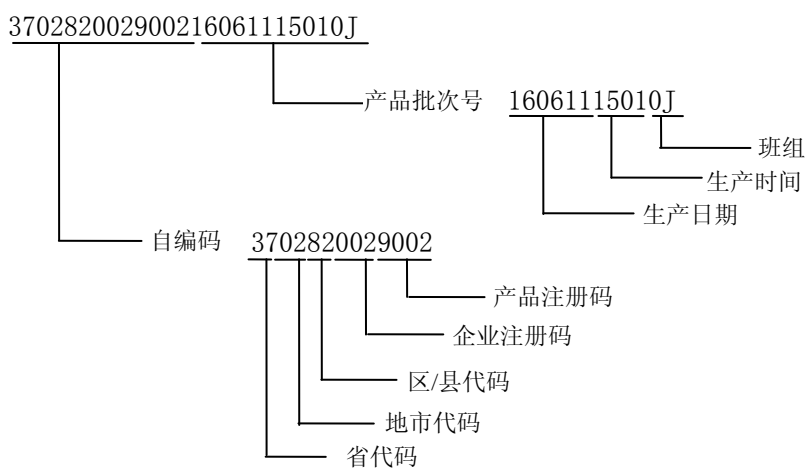 370282002900216061115010J
产品批次号
16061115010J
班组
生产时间
生产日期
自编码
3702820029002
产品注册码
企业注册码
区/县代码
地市代码
省代码